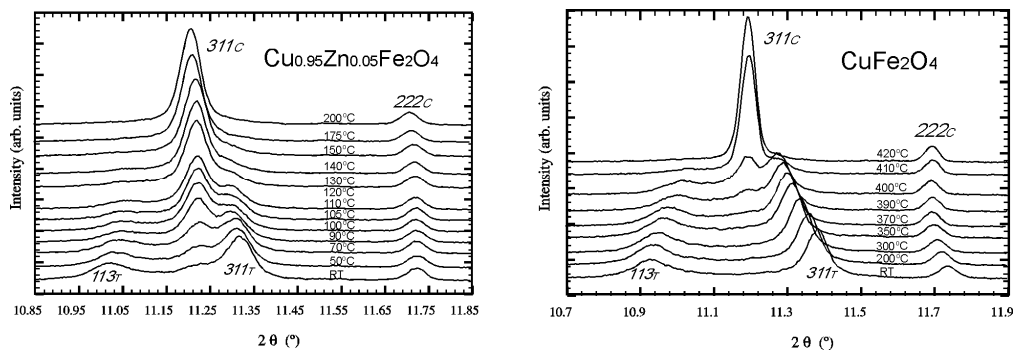 311C
Cu0.95Zn0.05Fe2O4
222C
200°C
175°C
150°C
140°C
130°C
120°C
110°C
105°C
100°C
90°C
70°C
50°C
RT
113T
311T
Intensity (arb. units)
10.85 10.95 11.05 11.15 11.25 11.35 11.45 11.55 11.65 11.75 11.85
2 θ (°)
311C
CuFe2O4
222C
420°C
410°C
400°C
390°C
370°C
350°C
300°C
200°C
RT
113T
311T
Intensity (arb. units)
10.7 10.9 11.1 11.3 11.5 11.7 11.9
2 θ (°)